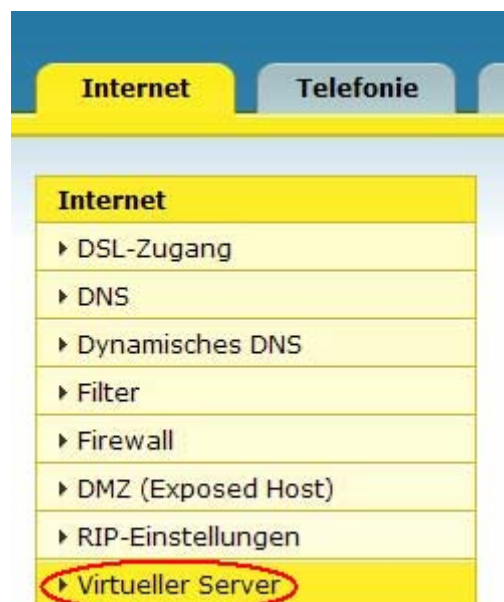 Internet Telefonie
Internet
DSL-Zugang
DNS
Dynamisches DNS
Filter
Firewall
DMZ (Exposed Host)
RIP-Einstellungen
Virtueller Server